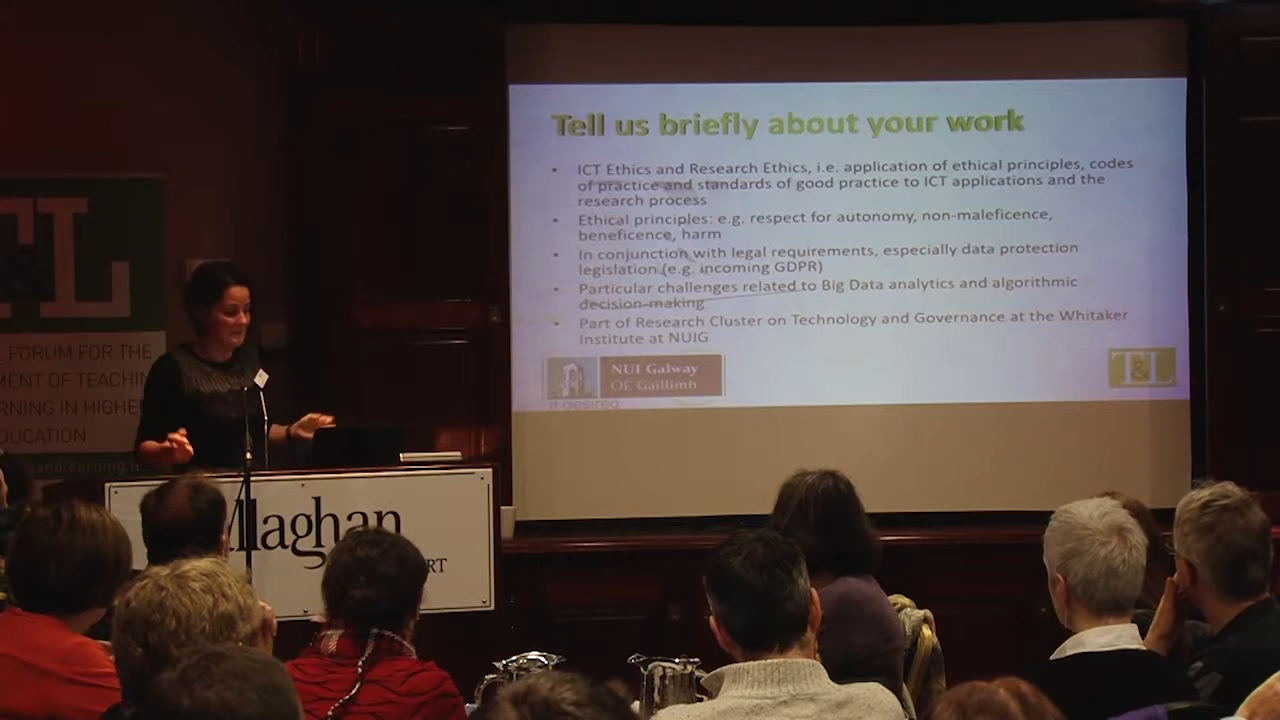 Tell us briefly about your work
• ICT Ethics and Research Ethics, i.e. application of ethical principles, codes
of practice and standards of good practice to ICT applications and the
research process
• Ethical principles: e.g. respect for autonomy, non-maleficence,
beneficence, harm
• In conjunction with legal requirements, especially data protection
legislation (e.g. incoming GDPR)
• Particular challenges related to Big Data analytics and algorithmic
decision-making
• Part of Research Cluster on Technology and Governance at the Whitaker
Institute at NUIG
NUI Galway
OÉ Gaillimh
T&L
L FORUM FOR THE
MENT OF TEACHIN
RNING IN HIGHE
DUCATION
andlearning.i
llaghan
RT